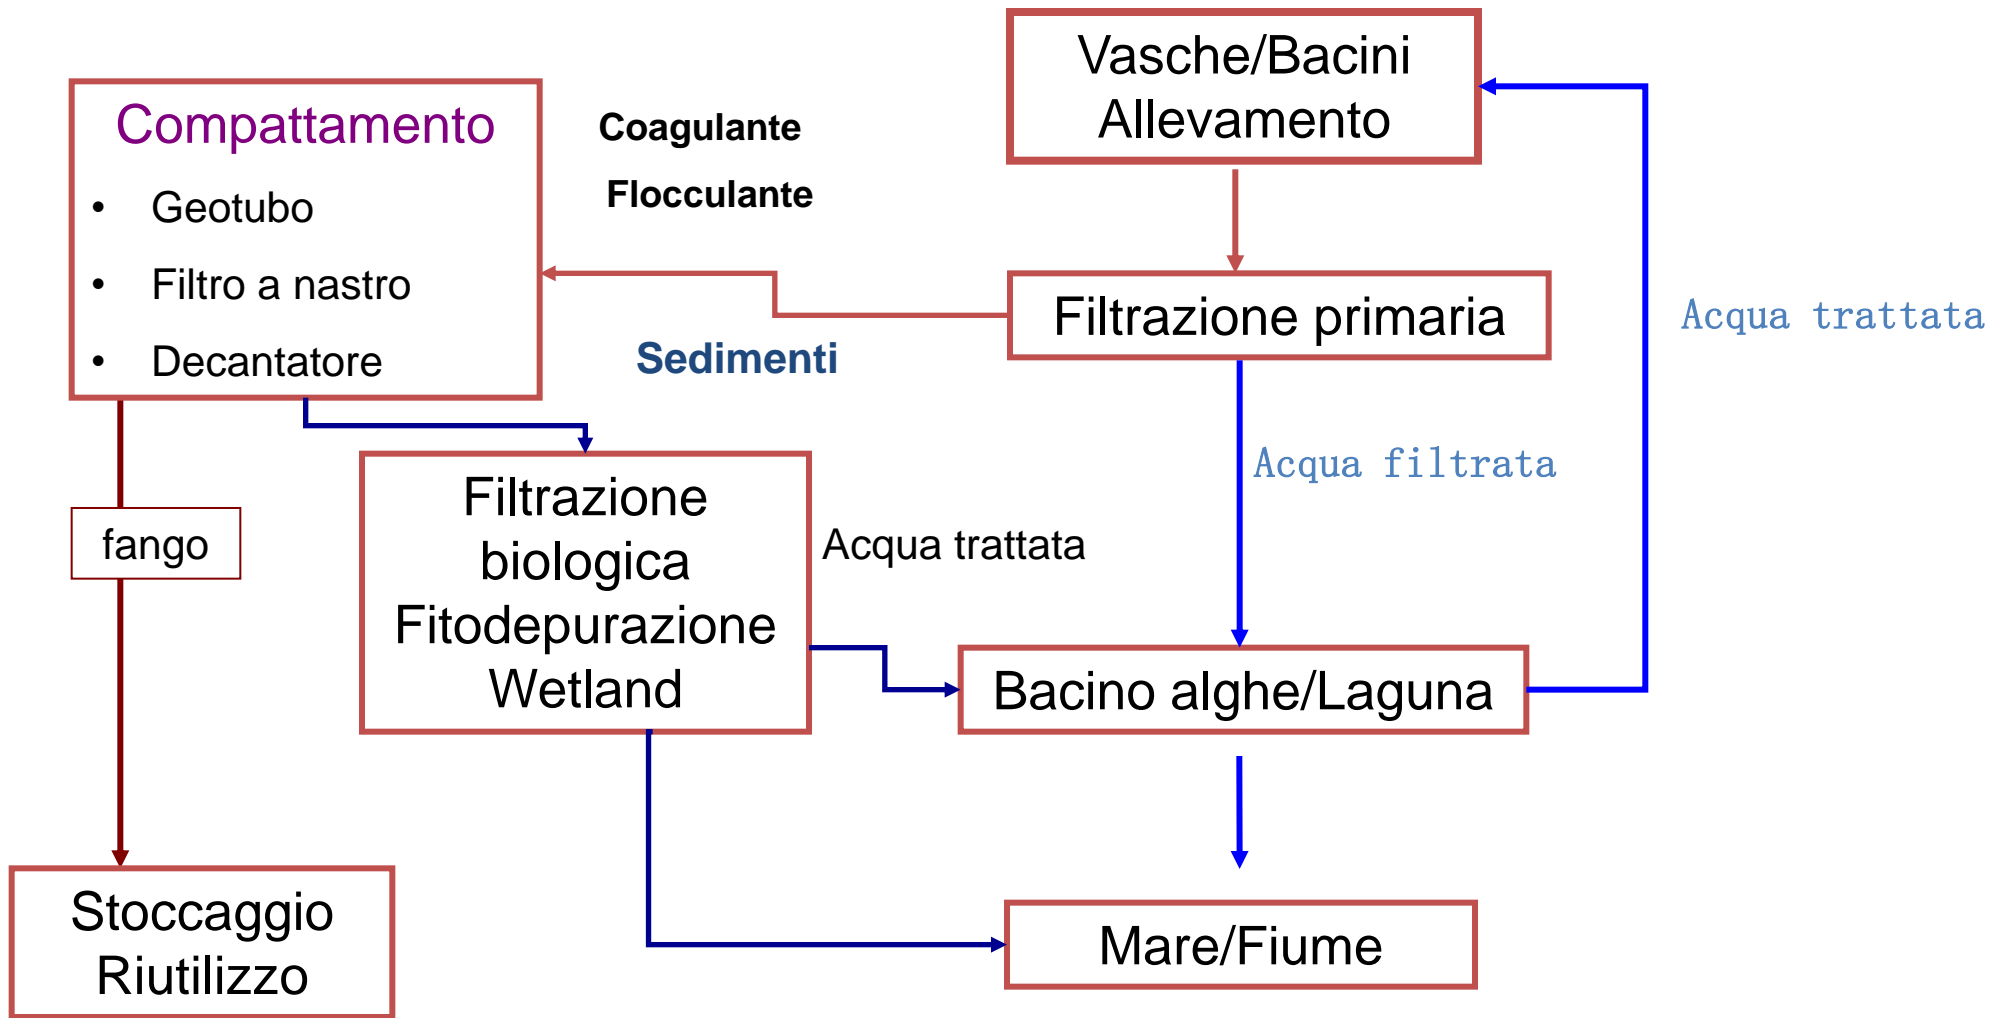 Vasche/Bacini
Allevamento
Compattamento
• Geotubo
• Filtro a nastro
• Decantatore
Coagulante
Flocculante
Filtrazione primaria
Acqua trattata
Sedimenti
Acqua filtrata
Filtrazione
biologica
Fitodepurazione
Wetland
fango
Acqua trattata
Bacino alghe/Laguna
Stoccaggio
Riutilizzo
Mare/Fiume